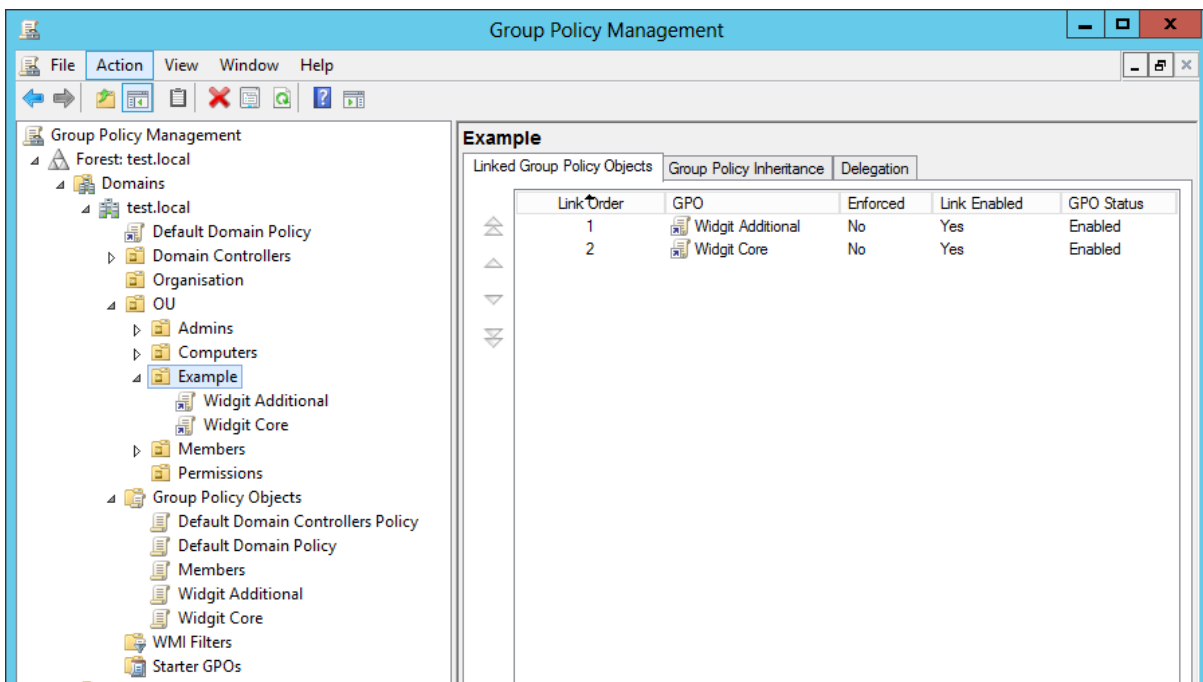 Group Policy Management
File Action View Window Help
Group Policy Management
Forest: test.local
Domains
test.local
Default Domain Policy
Domain Controllers
Organisation
OU
Admins
Computers
Example
Widgit Additional
Widgit Core
Members
Permissions
Group Policy Objects
Default Domain Controllers Policy
Default Domain Policy
Members
Widgit Additional
Widgit Core
WMI Filters
Starter GPOs
Example
Linked Group Policy Objects Group Policy Inheritance Delegation
Link Order GPO Enforced Link Enabled GPO Status
1 Widgit Additional No Yes Enabled
2 Widgit Core No Yes Enabled